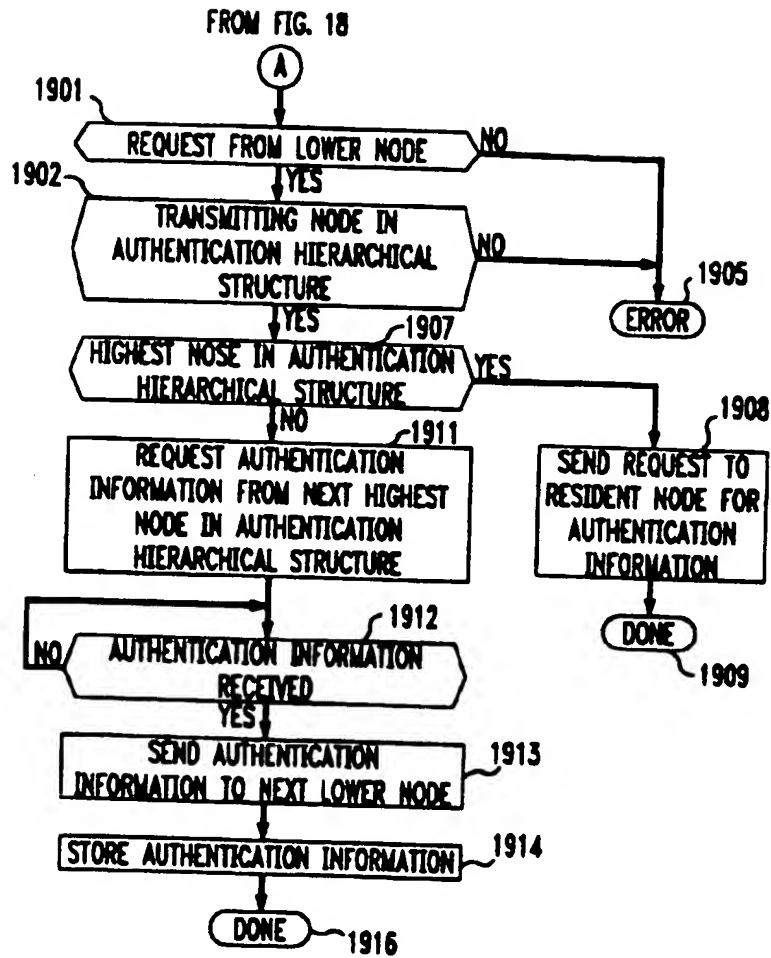 FROM FIG. 18
A
1901
REQUEST FROM LOWER NODE
NO
YES
1902
TRANSMITTING NODE IN
AUTHENTICATION HIERARCHICAL
STRUCTURE
NO
YES
1905
ERROR
1907
HIGHEST NOSE IN AUTHENTICATION
HIERARCHICAL STRUCTURE
YES
NO
1908
SEND REQUEST TO
RESIDENT NODE FOR
AUTHENTICATION
INFORMATION
DONE
1909
1911
REQUEST AUTHENTICATION
INFORMATION FROM NEXT HIGHEST
NODE IN AUTHENTICATION
HIERARCHICAL STRUCTURE
1912
AUTHENTICATION INFORMATION
RECEIVED
NO
YES
SEND AUTHENTICATION
INFORMATION TO NEXT LOWER NODE
1913
STORE AUTHENTICATION INFORMATION
1914
DONE
1916